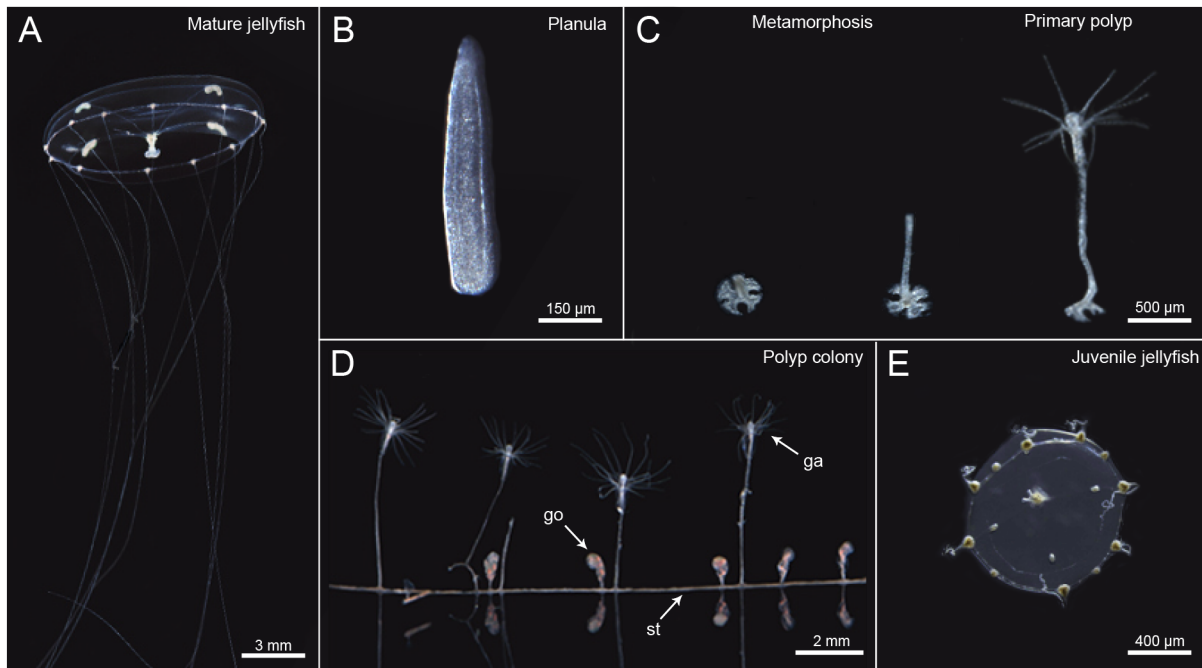 A
Mature jellyfish
3 mm
B
Planula
150 µm
C
Metamorphosis
Primary polyp
500 µm
D
Polyp colony
ga
go
st
2 mm
E
Juvenile jellyfish
400 µm